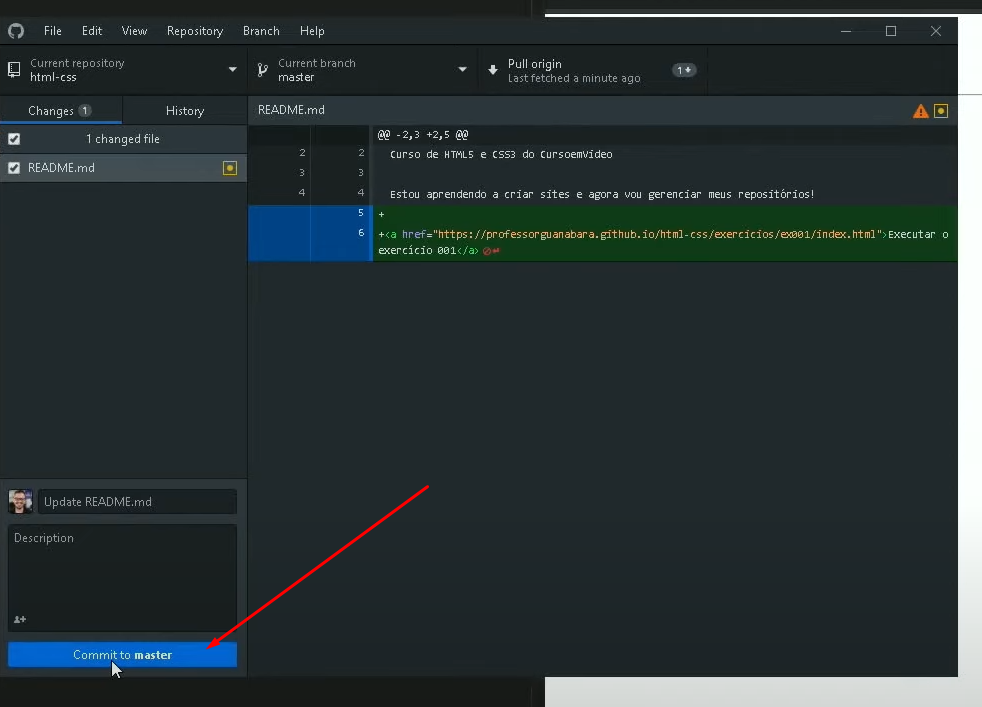 File Edit View Repository Branch Help
Current repository
html-css
Current branch
master
Pull origin
Last fetched a minute ago
1
Changes 1
History
README.md
1 changed file
@@ -2,3 +2,5 @@
README.md
2 2 Curso de HTML5 e CSS3 do CursoemVideo
3 3
4 4 Estou aprendendo a criar sites e agora vou gerenciar meus repositórios!
5 +
6 +<a href="https://professorguanabara.github.io/html-css/exercicios/ex001/index.html">Executar o
exercício 001</a>
Update README.md
Description
Commit to master